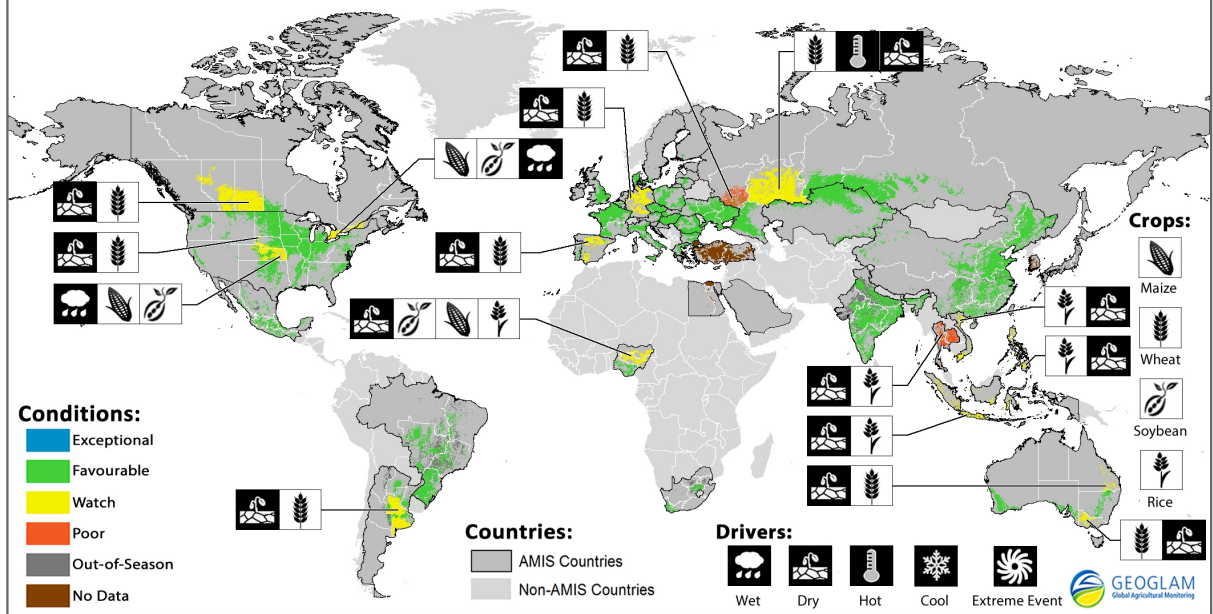 Crops:
Maize
Wheat
Soybean
Rice
Conditions:
Exceptional
Favourable
Watch
Poor
Out-of-Season
No Data
Countries:
AMIS Countries
Non-AMIS Countries
Drivers:
Wet
Dry
Hot
Cool
Extreme Event
GEOGLAM
Global Agricultural Monitoring